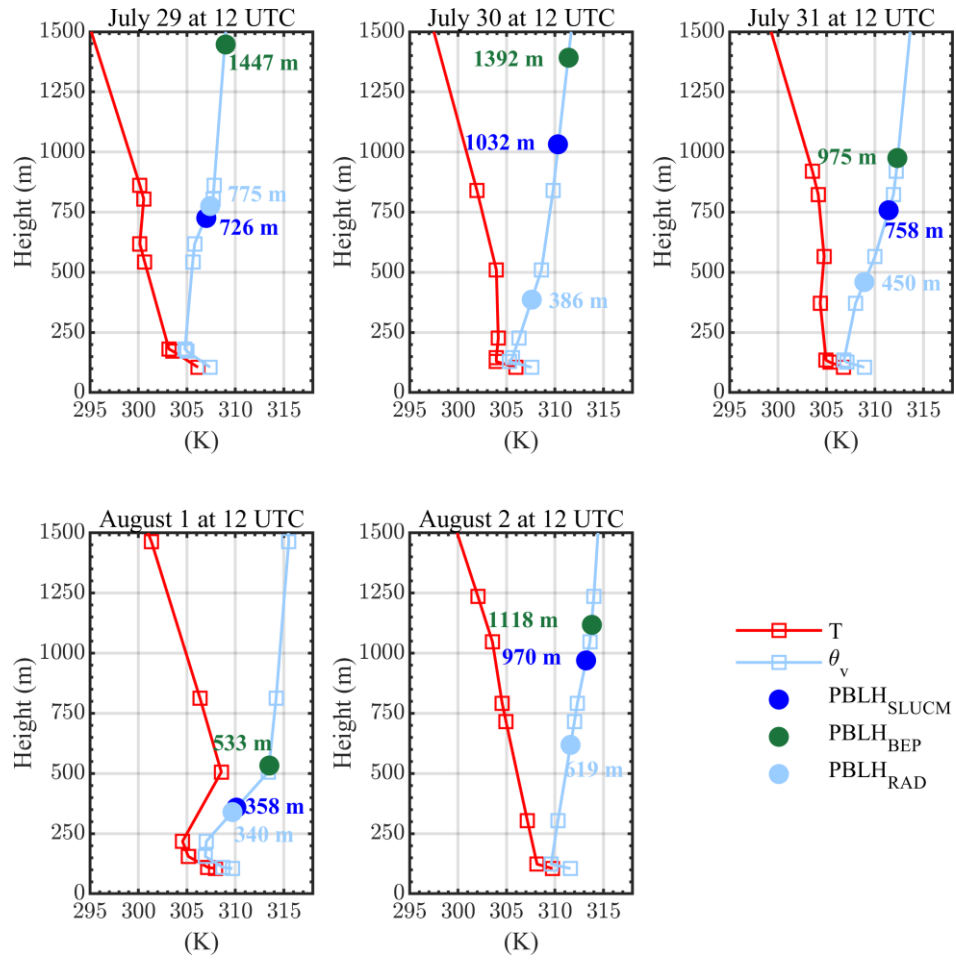 July 29 at 12 UTC
1500
1250
1000
750
500
250
0
Height (m)
1447 m
775 m
726 m
295 300 305 310 315
(K)
July 30 at 12 UTC
1500
1250
1000
750
500
250
0
Height (m)
1392 m
1032 m
386 m
295 300 305 310 315
(K)
July 31 at 12 UTC
1500
1250
1000
750
500
250
0
Height (m)
975 m
758 m
450 m
295 300 305 310 315
(K)
August 1 at 12 UTC
1500
1250
1000
750
500
250
0
Height (m)
533 m
358 m
340 m
295 300 305 310 315
(K)
August 2 at 12 UTC
1500
1250
1000
750
500
250
0
Height (m)
1118 m
970 m
619 m
295 300 305 310 315
(K)
T
θv
PBLHSLUCM
PBLHBEP
PBLHRAD